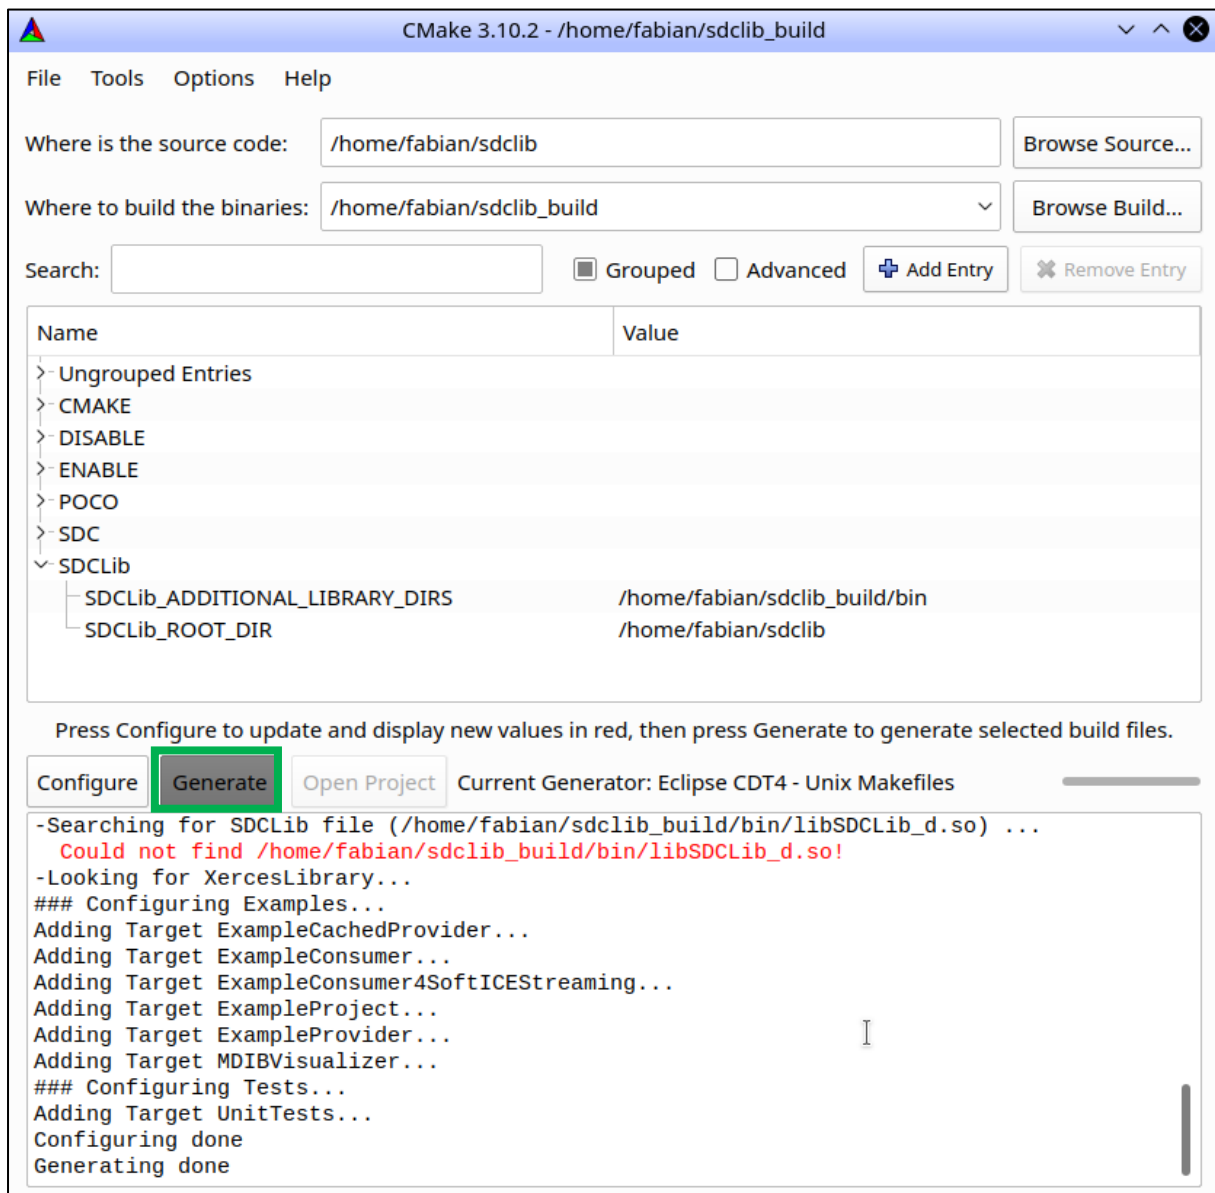 CMake 3.10.2 - /home/fabian/sdclib_build
File Tools Options Help
Where is the source code: /home/fabian/sdclib Browse Source...
Where to build the binaries: /home/fabian/sdclib_build Browse Build...
Search: Grouped Advanced Add Entry Remove Entry
Name Value
Ungrouped Entries
CMAKE
DISABLE
ENABLE
POCO
SDC
SDCLib
SDCLib_ADDITIONAL_LIBRARY_DIRS /home/fabian/sdclib_build/bin
SDCLib_ROOT_DIR /home/fabian/sdclib
Press Configure to update and display new values in red, then press Generate to generate selected build files.
Configure Generate Open Project Current Generator: Eclipse CDT4 - Unix Makefiles
-Searching for SDCLib file (/home/fabian/sdclib_build/bin/libSDCLib_d.so) ...
Could not find /home/fabian/sdclib_build/bin/libSDCLib_d.so!
-Looking for XercesLibrary...
### Configuring Examples...
Adding Target ExampleCachedProvider...
Adding Target ExampleConsumer...
Adding Target ExampleConsumer4SoftICEStreaming...
Adding Target ExampleProject...
Adding Target ExampleProvider...
Adding Target MDIBVisualizer...
### Configuring Tests...
Adding Target UnitTests...
Configuring done
Generating done